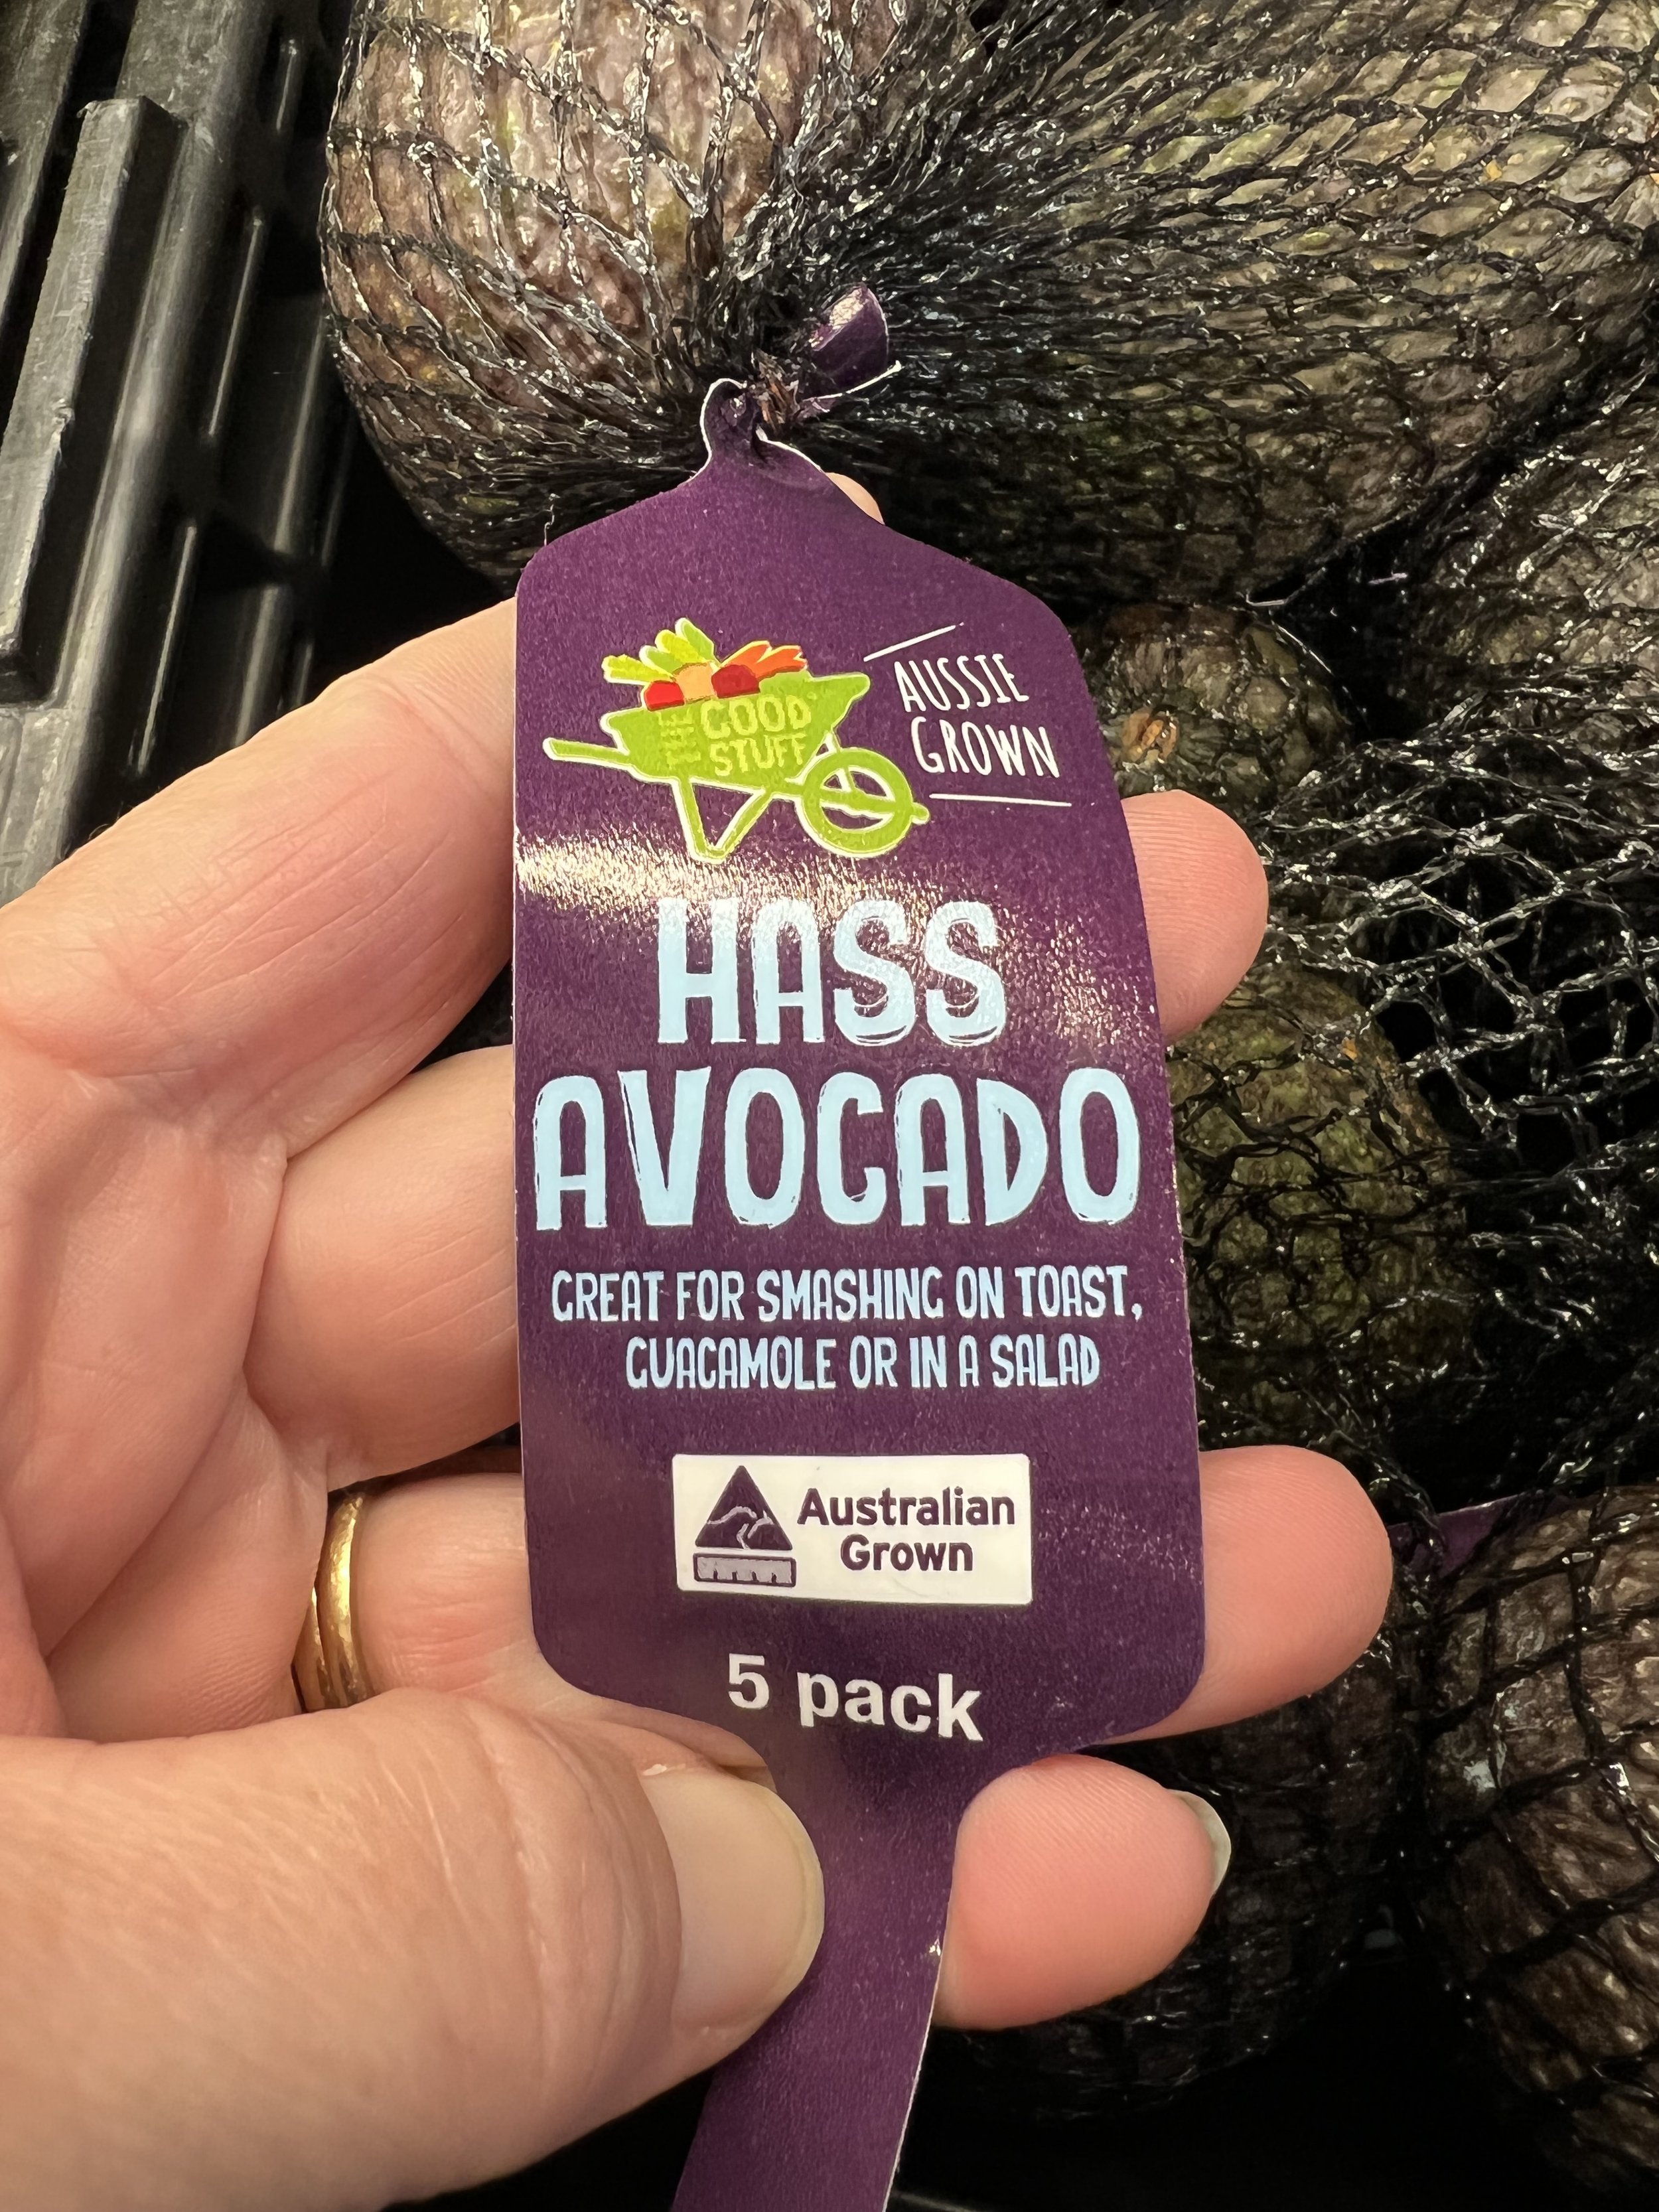 THE GOOD STUFF
AUSSIE
GROWN
HASS
AVOCADO
GREAT FOR SMASHING ON TOAST,
GUACAMOLE OR IN A SALAD
Australian
Grown
5 pack